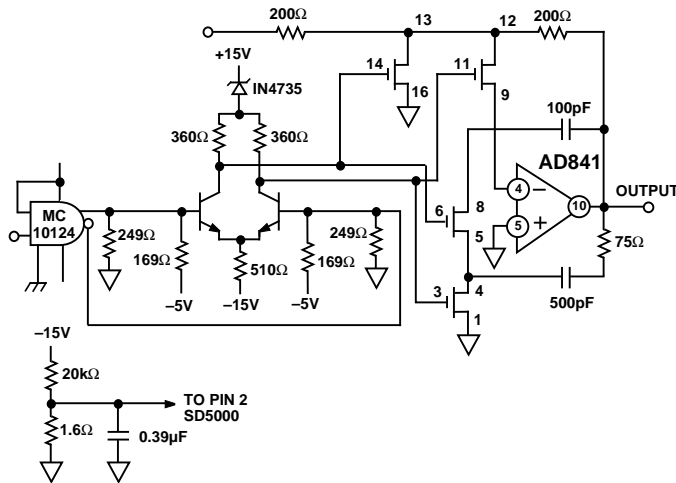 200Ω
13
12
200Ω
+15V
14
11
IN4735
16
9
100pF
360Ω
360Ω
AD841
MC
10124
4
–
10
OUTPUT
6
8
5
+
249Ω
169Ω
510Ω
169Ω
249Ω
5
75Ω
3
4
–5V
–15V
–5V
1
500pF
–15V
20kΩ
TO PIN 2
SD5000
1.6Ω
0.39µF